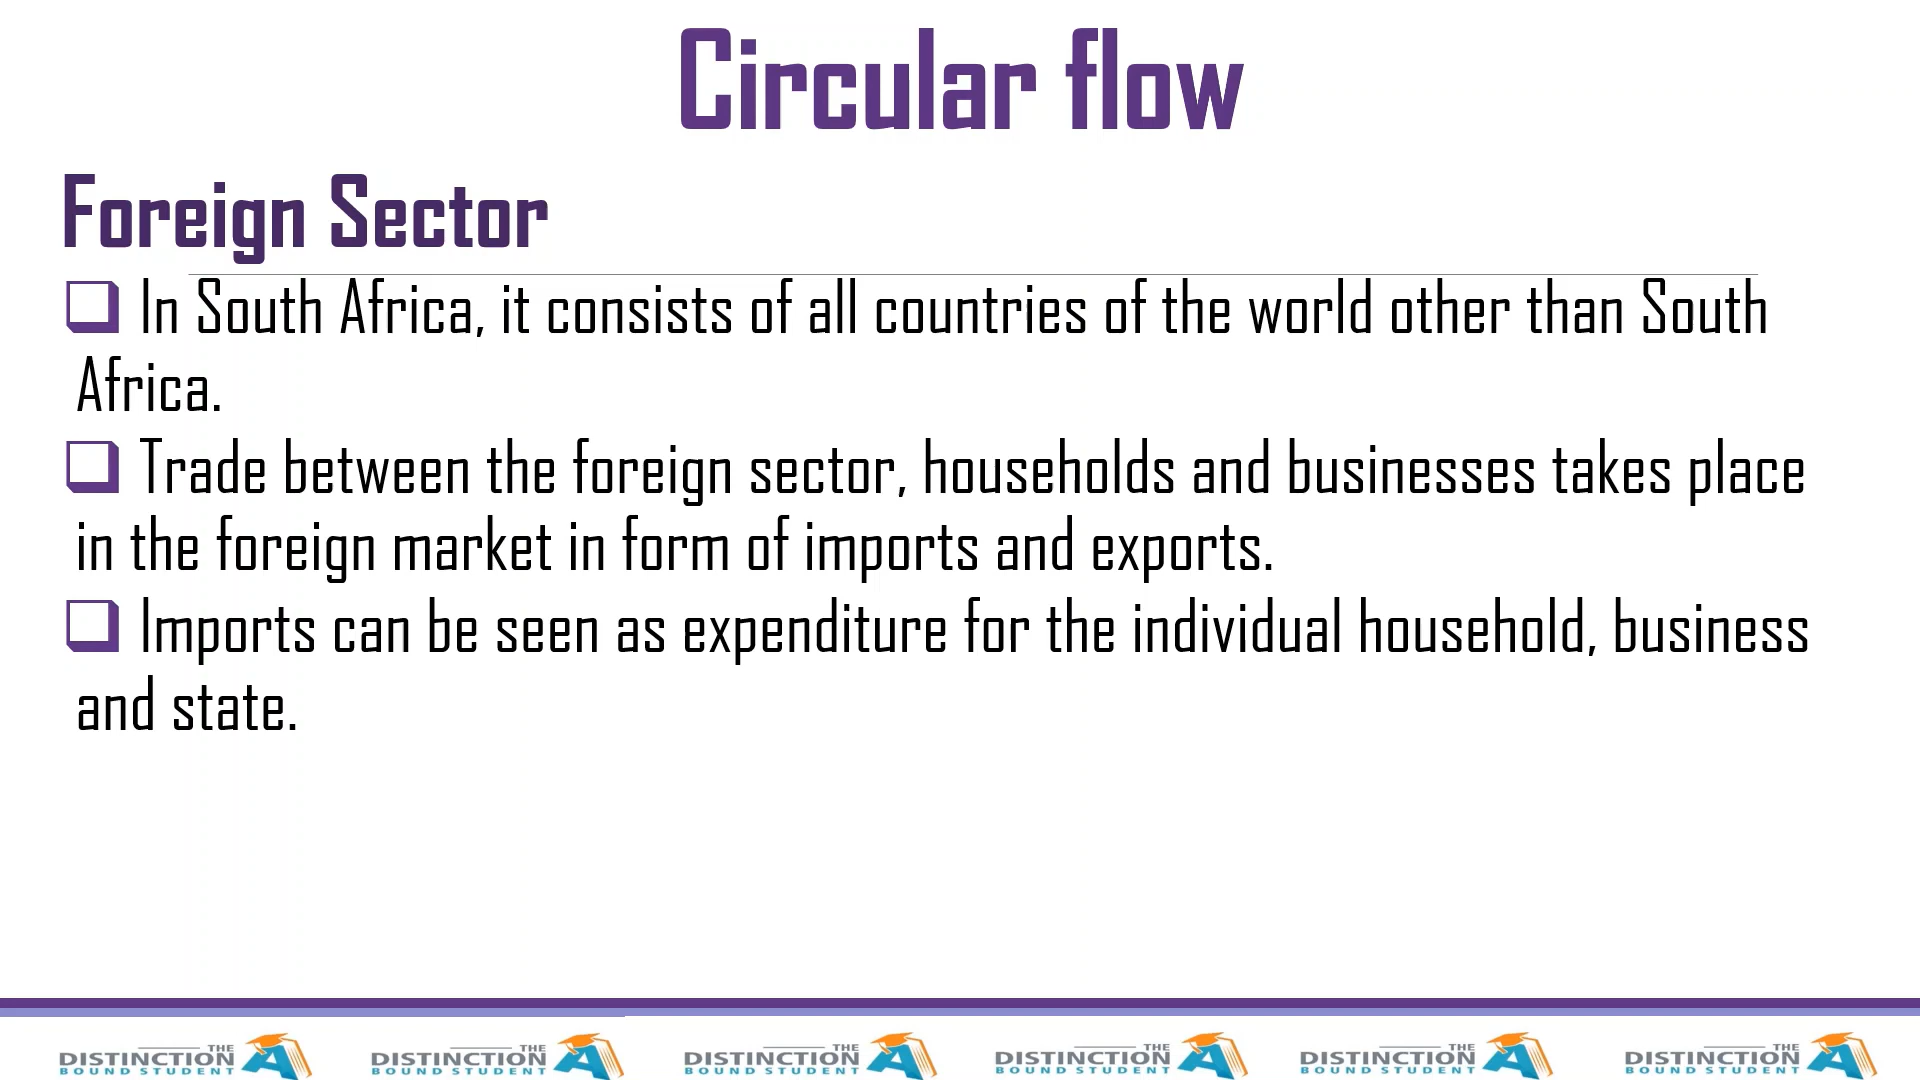 Circular flow
Foreign Sector
In South Africa, it consists of all countries of the world other than South
Africa.
Trade between the foreign sector, households and businesses takes place
in the foreign market in form of imports and exports.
Imports can be seen as expenditure for the individual household, business
and state.
THE
DISTINCTION
BOUND STUDENT
THE
DISTINCTION
BOUND STUDENT
THE
DISTINCTION
BOUND STUDENT
THE
DISTINCTION
BOUND STUDENT
THE
DISTINCTION
BOUND STUDENT
THE
DISTINCTION
BOUND STUDENT